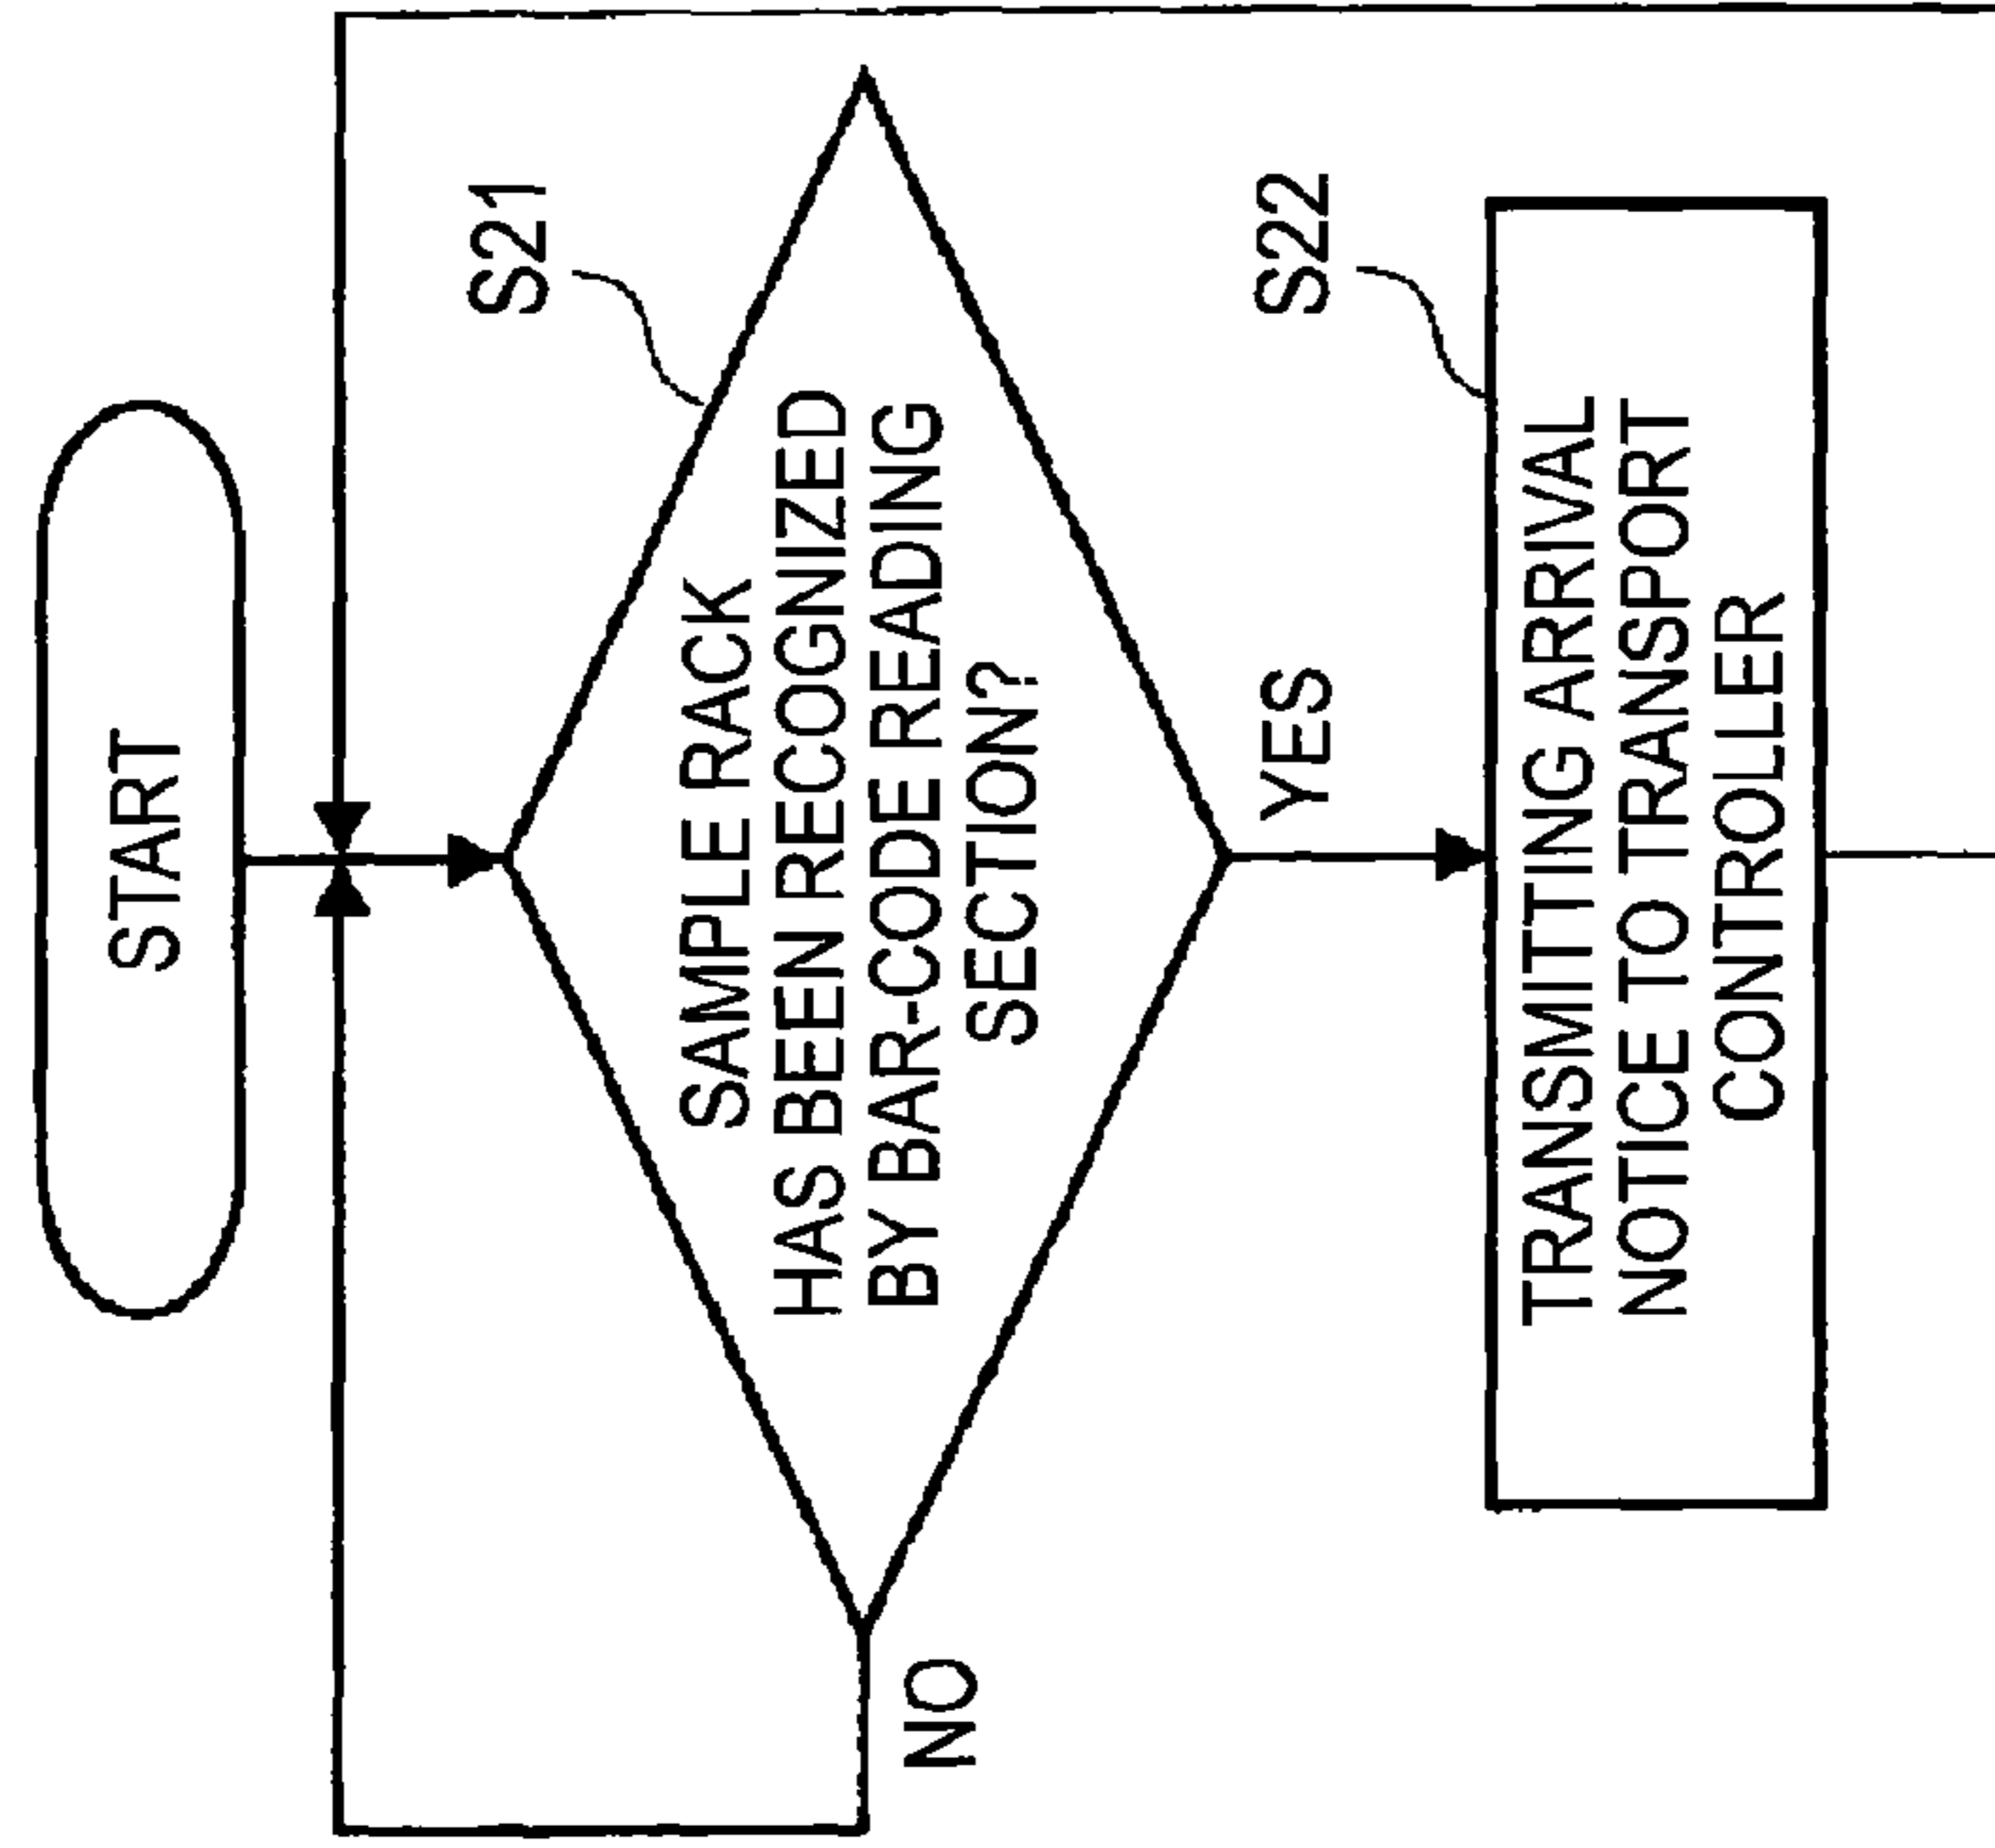 START
S21
SAMPLE RACK
HAS BEEN RECOGNIZED
BY BAR-CODE READING
SECTION?
NO
YES
S22
TRANSMITTING ARRIVAL
NOTICE TO TRANSPORT
CONTROLLER